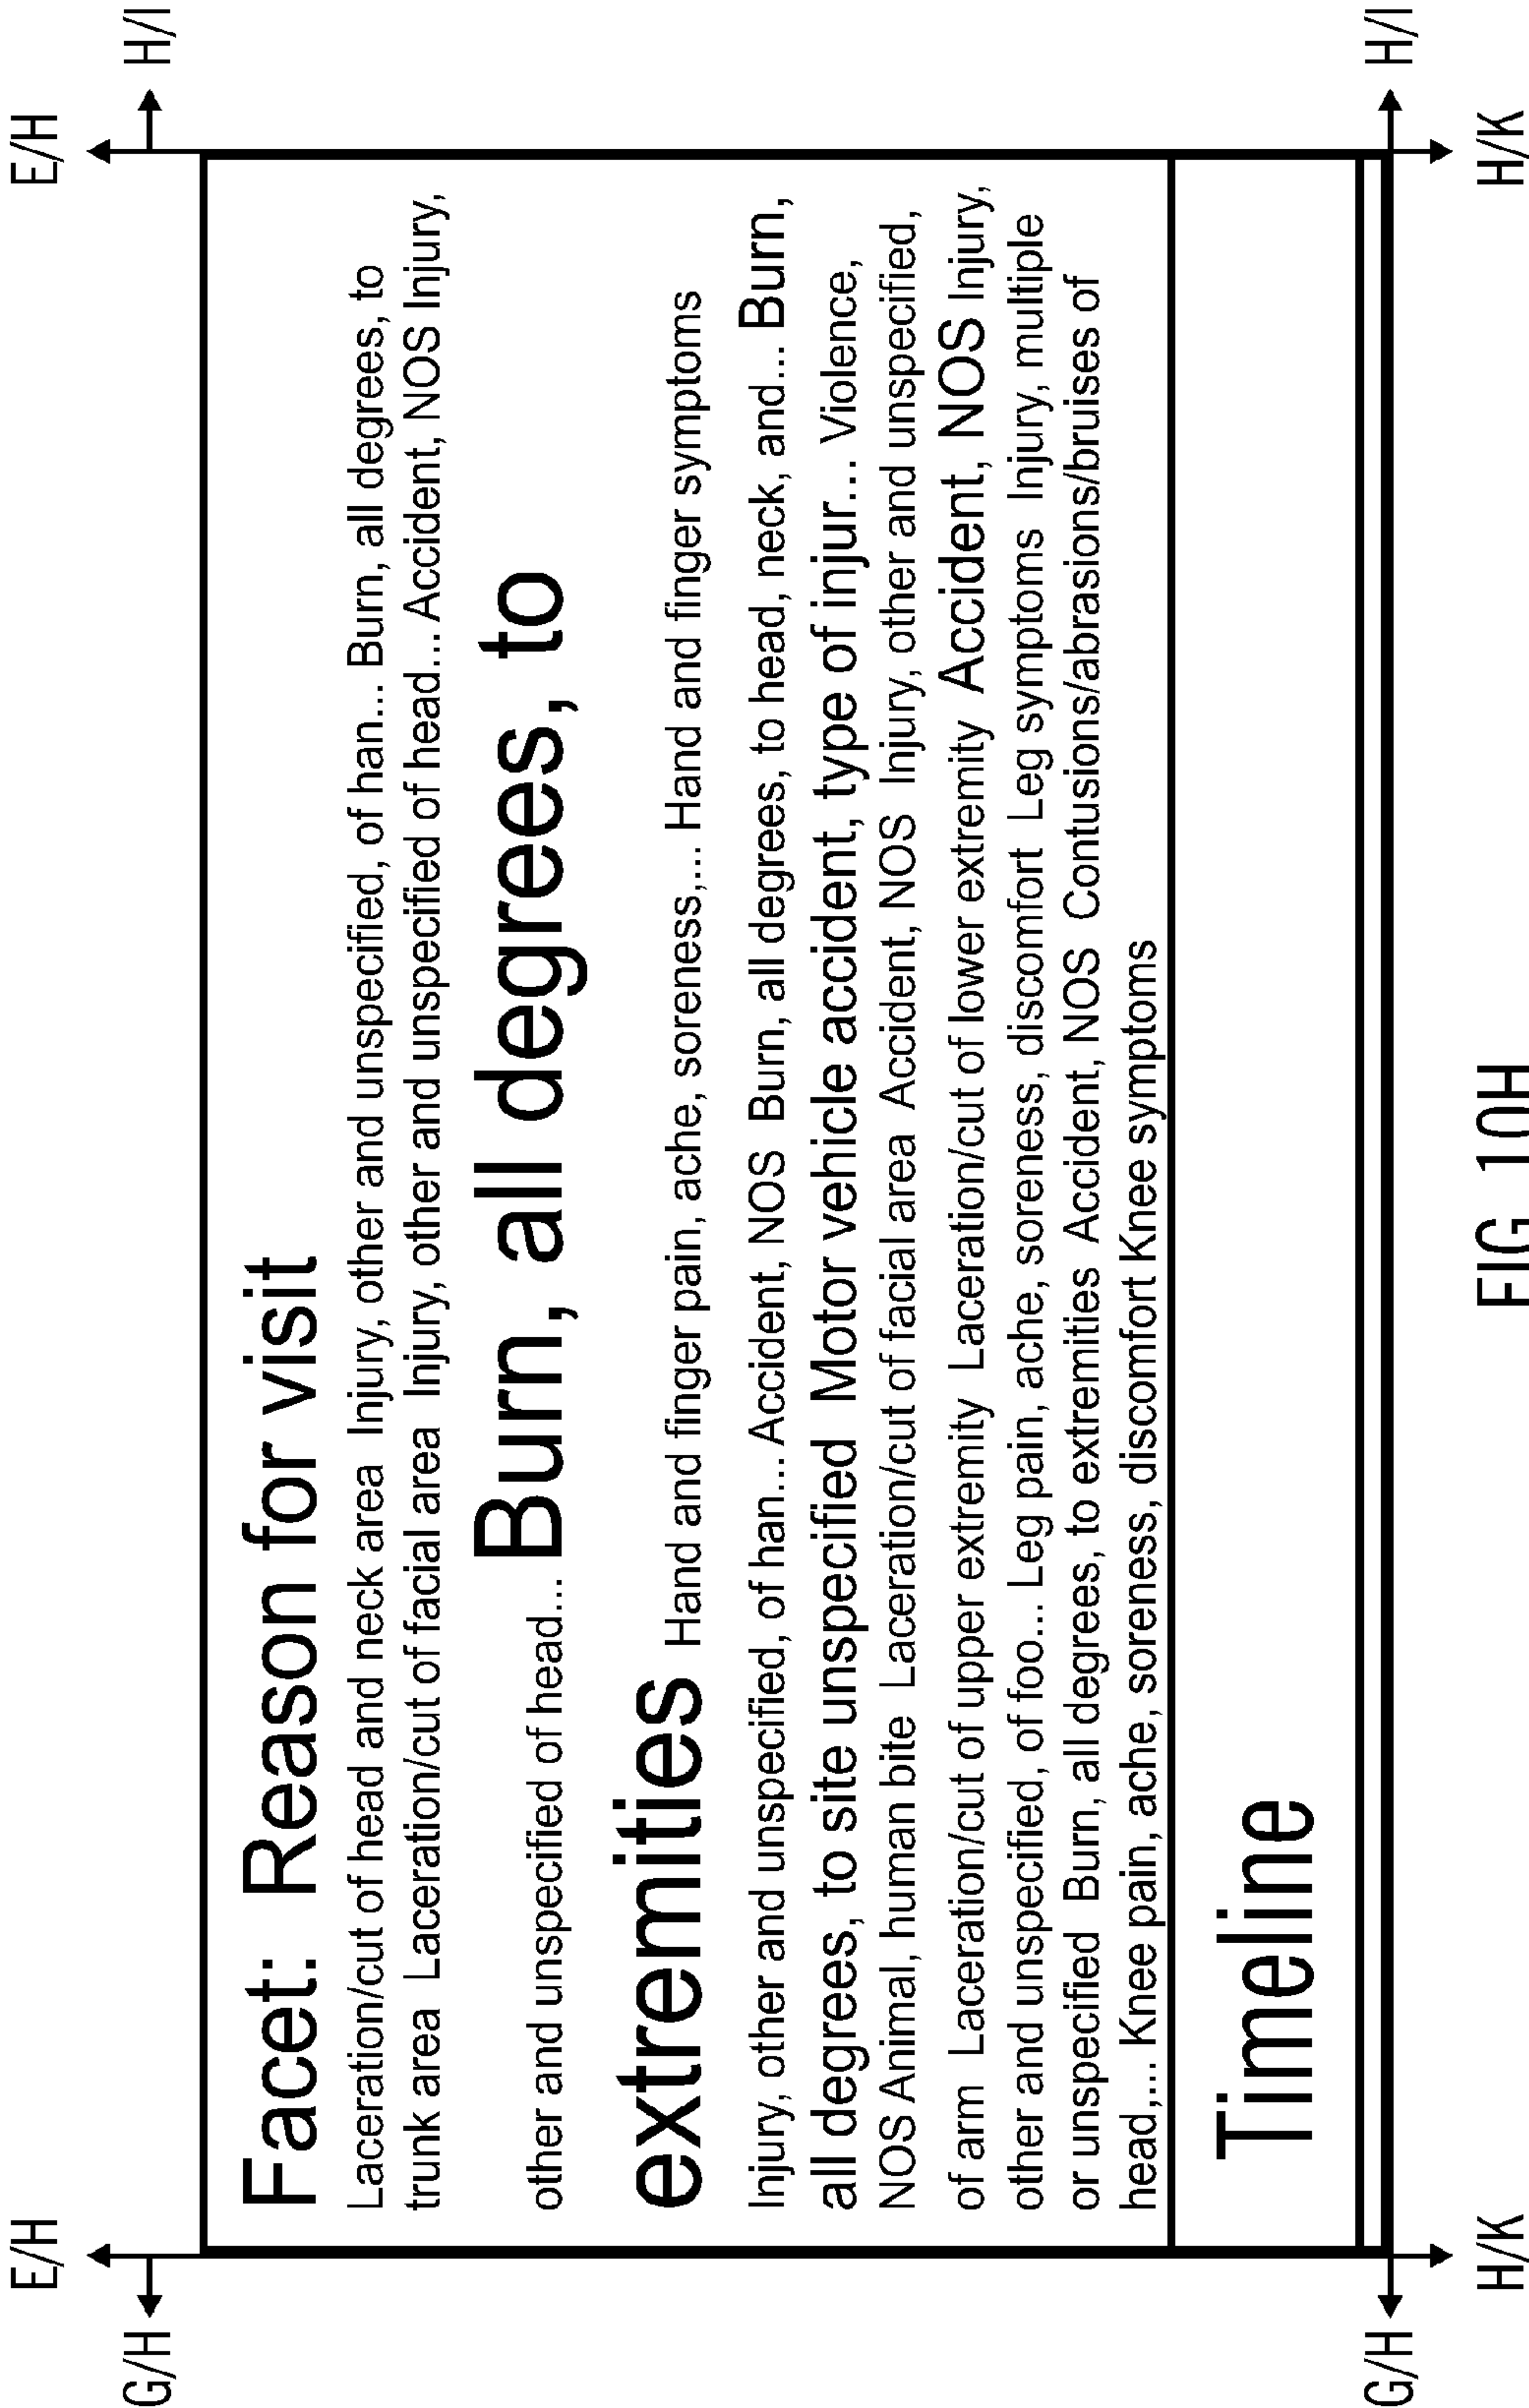 E/H E/H
G/H H/I
Facet: Reason for visit
Laceration/cut of head and neck area Injury, other and unspecified, of han... Burn, all degrees, to
trunk area Laceration/cut of facial area Injury, other and unspecified of head... Accident, NOS Injury,
other and unspecified of head... Burn, all degrees, to
extremities Hand and finger pain, ache, soreness,... Hand and finger symptoms
Injury, other and unspecified, of han... Accident, NOS Burn, all degrees, to head, neck, and... Burn,
all degrees, to site unspecified Motor vehicle accident, type of injur... Violence,
NOS Animal, human bite Laceration/cut of facial area Accident, NOS Injury, other and unspecified,
of arm Laceration/cut of upper extremity Laceration/cut of lower extremity Accident, NOS Injury,
other and unspecified, of foo... Leg pain, ache, soreness, discomfort Leg symptoms Injury, multiple
or unspecified Burn, all degrees, to extremities Accident, NOS Contusions/abrasions/bruises of
head,... Knee pain, ache, soreness, discomfort Knee symptoms
Timeline
G/H H/I
H/K H/K
FIG 10H